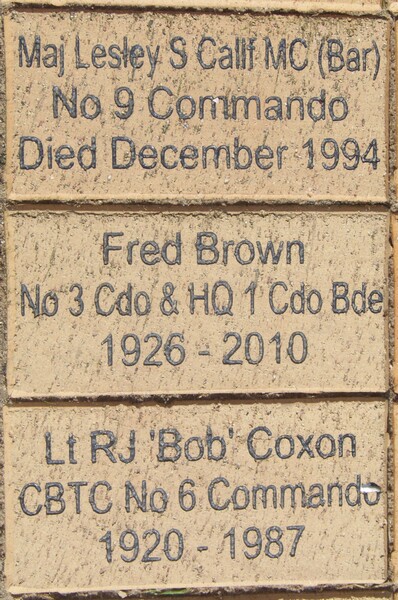 Maj Lesley S Callf MC (Bar)
No 9 Commando
Died December 1994
Fred Brown
No 3 Cdo & HQ 1 Cdo Bde
1926 - 2010
Lt RJ 'Bob' Coxon
CBTC No 6 Commando
1920 - 1987